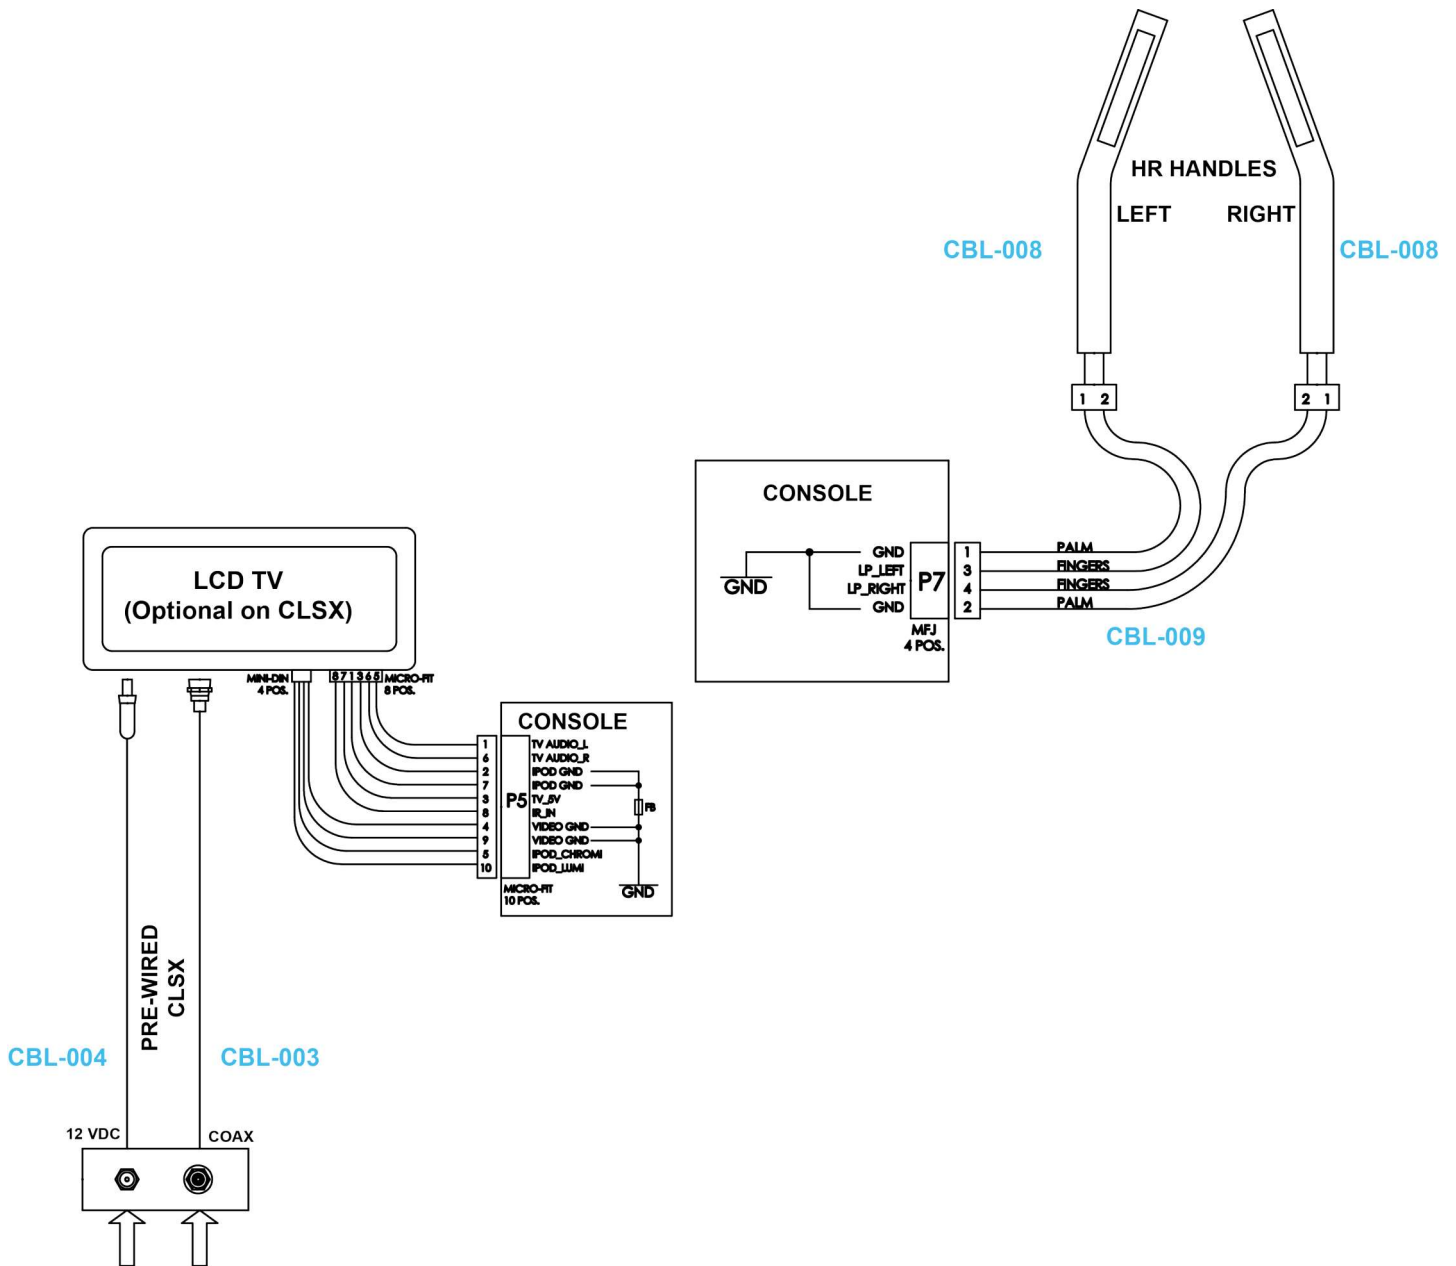 HR HANDLES
LEFT RIGHT
CBL-008 CBL-008
1 2 2 1
CONSOLE
GND 1 PALM
LP_LEFT 3 FINGERS
LP_RIGHT 4 FINGERS
GND 2 PALM
P7
GND
MFJ
4 POS.
CBL-009
LCD TV
(Optional on CLSX)
MINI-DIN
4 POS.
8 7 1 3 6 5
MICRO-FIT
8 POS.
CONSOLE
1 TV AUDIO_L
6 TV AUDIO_R
2 IPOD GND
7 IPOD GND
3 TV_5V
8 IR_IN
4 VIDEO GND
9 VIDEO GND
5 IPOD_CHROMI
10 IPOD_LUMI
P5
FB
GND
MICRO-FIT
10 POS.
PRE-WIRED
CLSX
CBL-004 CBL-003
12 VDC COAX